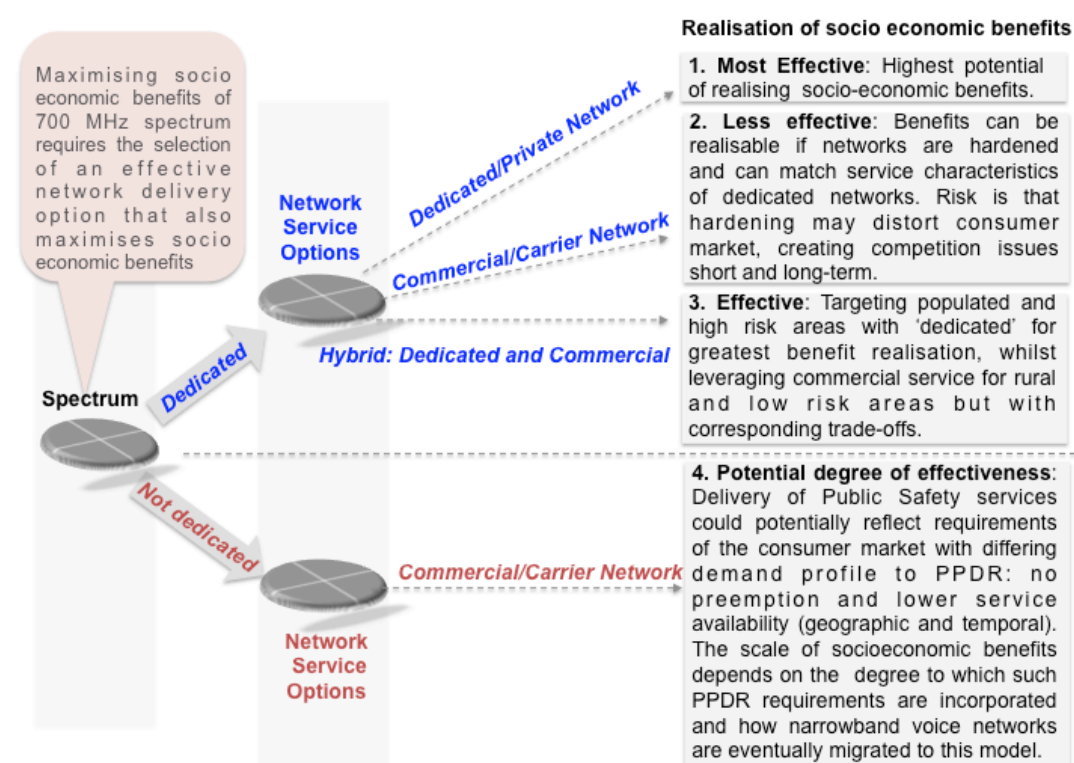 Realisation of socio economic benefits
Maximising socio
economic benefits of
700 MHz spectrum
requires the selection
of an effective
network delivery
option that also
maximises socio
economic benefits
Spectrum
Dedicated
Not dedicated
Network
Service
Options
Dedicated/Private Network
Commercial/Carrier Network
Hybrid: Dedicated and Commercial
1. Most Effective: Highest potential
of realising socio-economic benefits.
2. Less effective: Benefits can be
realisable if networks are hardened
and can match service characteristics
of dedicated networks. Risk is that
hardening may distort consumer
market, creating competition issues
short and long-term.
3. Effective: Targeting populated and
high risk areas with ‘dedicated’ for
greatest benefit realisation, whilst
leveraging commercial service for rural
and low risk areas but with
corresponding trade-offs.
Network
Service
Options
Commercial/Carrier Network
4. Potential degree of effectiveness:
Delivery of Public Safety services
could potentially reflect requirements
of the consumer market with differing
demand profile to PPDR: no
preemption and lower service
availability (geographic and temporal).
The scale of socioeconomic benefits
depends on the degree to which such
PPDR requirements are incorporated
and how narrowband voice networks
are eventually migrated to this model.